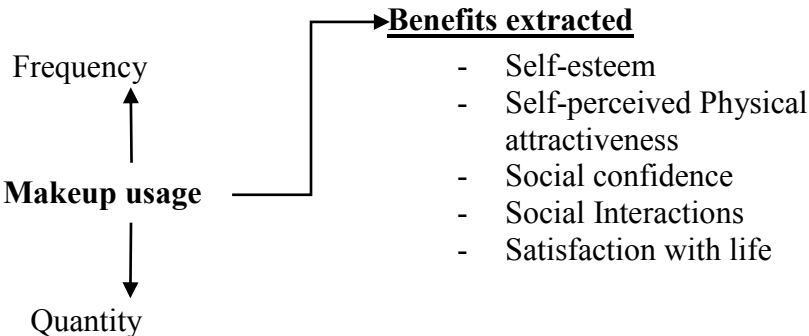 Benefits extracted
Frequency
- Self-esteem
- Self-perceived Physical
attractiveness
Makeup usage
- Social confidence
- Social Interactions
- Satisfaction with life
Quantity